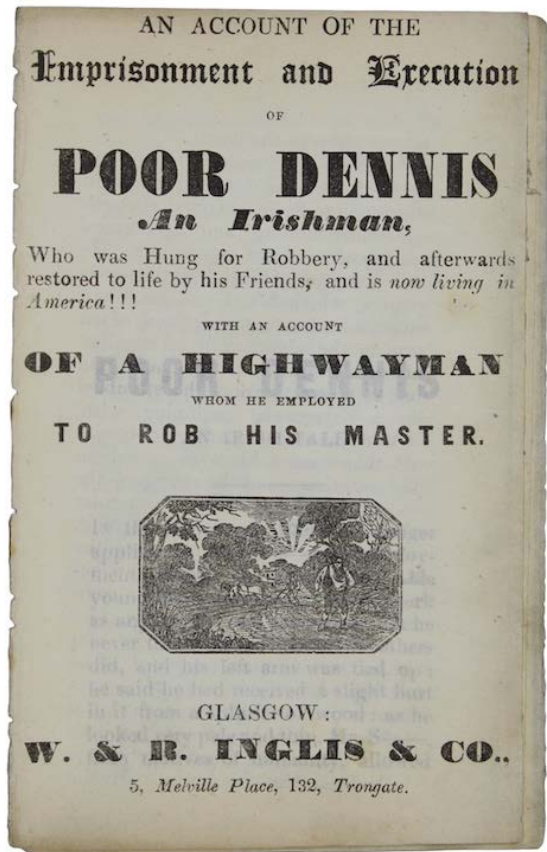 AN ACCOUNT OF THE
Imprisonment and Execution
OF
POOR DENNIS
An Irishman,
Who was Hung for Robbery, and afterwards
restored to life by his Friends, and is now living in
America!!!
WITH AN ACCOUNT
OF A HIGHWAYMAN
WHOM HE EMPLOYED
TO ROB HIS MASTER.
GLASGOW:
W. & R. INGLIS & CO.,
5, Melville Place, 132, Trongate.